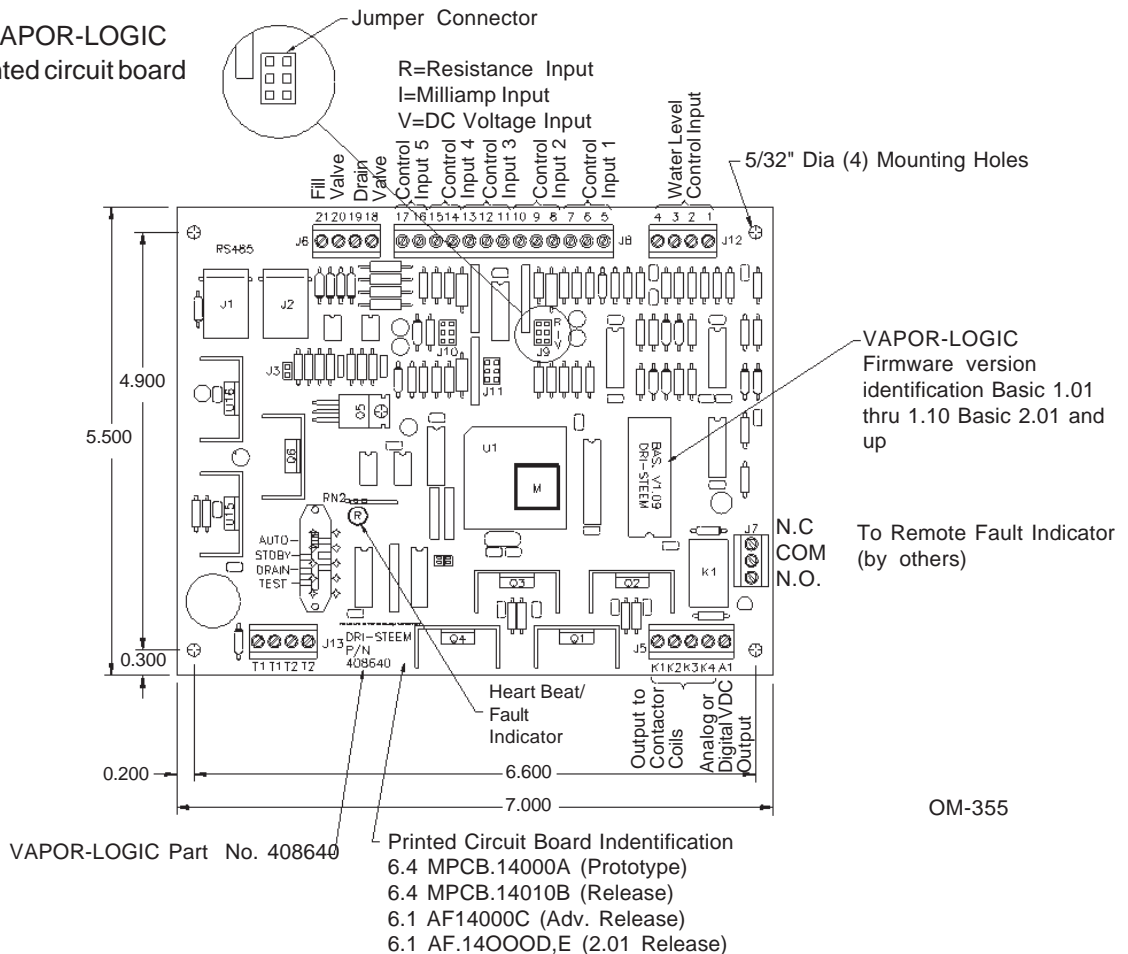 APOR-LOGIC
ted circuit board
Jumper Connector
R=Resistance Input
I=Milliamp Input
V=DC Voltage Input
Fill
Valve
Drain
Valve
Control
Input 5
Control
Input 4
Control
Input 3
Control
Input 2
Control
Input 1
Water Level
Control Input
5/32" Dia (4) Mounting Holes
21 20 19 18
17 16 15 14 13 12 11 10 9 8 7 6 5
4 3 2 1
J6
J8
J12
RS485
J1
J2
R
I
V
J10
J9
J3
J11
VAPOR-LOGIC
Firmware version
identification Basic 1.01
thru 1.10 Basic 2.01 and
up
4.900
5.500
U16
Q5
Q6
U1
M
BAS. V1.09
DRI-STEEM
U15
RN2
R
AUTO
STDBY
DRAIN
TEST
J7
N.C
COM
N.O.
To Remote Fault Indicator
(by others)
K1
Q3
Q2
Q4
Q1
0.300
J13
T1 T1 T2 T2
DRI-STEEM
P/N
408640
J5
K1 K2 K3 K4 A1
Heart Beat/
Fault
Indicator
Output to
Contactor
Coils
Analog or
Digital VDC
Output
0.200
6.600
7.000
OM-355
VAPOR-LOGIC Part No. 408640
Printed Circuit Board Indentification
6.4 MPCB.14000A (Prototype)
6.4 MPCB.14010B (Release)
6.1 AF14000C (Adv. Release)
6.1 AF.14OOOD,E (2.01 Release)